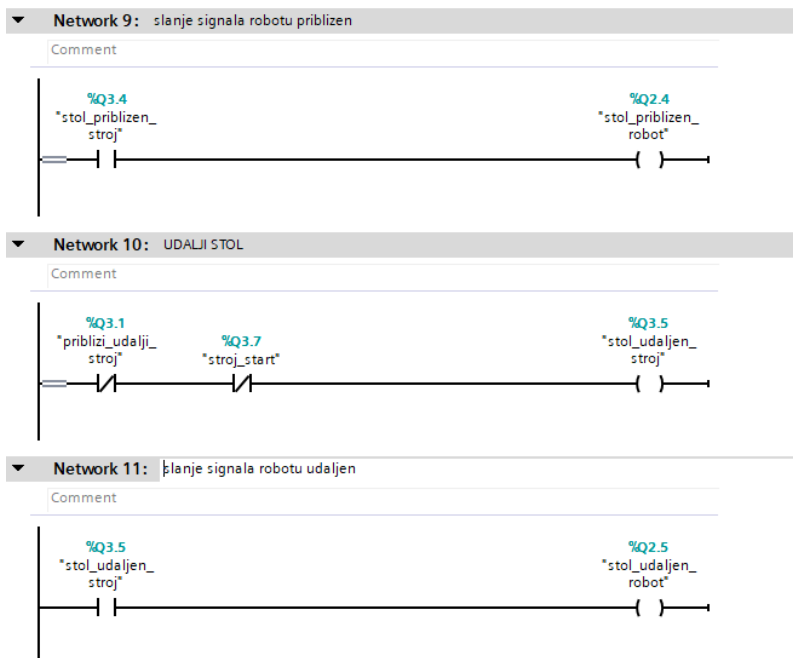 Network 9: slanje signala robotu priblizen
Comment
%Q3.4
"stol_priblizen_
stroj"
%Q2.4
"stol_priblizen_
robot"
Network 10: UDALJI STOL
Comment
%Q3.1
"priblizi_udalji_
stroj"
%Q3.7
"stroj_start"
%Q3.5
"stol_udaljen_
stroj"
Network 11: slanje signala robotu udaljen
Comment
%Q3.5
"stol_udaljen_
stroj"
%Q2.5
"stol_udaljen_
robot"